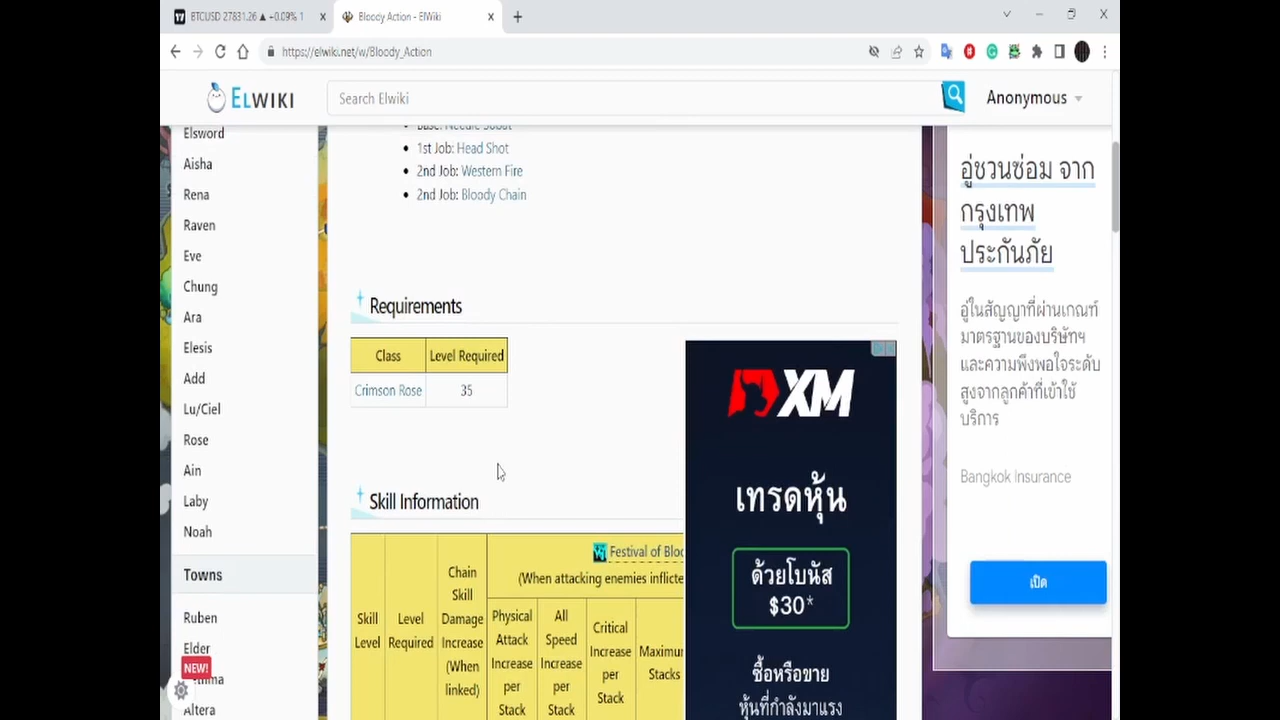 BTCUSD 27831.26 ▲ +0.09% 1
Bloody Action - ElWiki
https://elwiki.net/w/Bloody_Action
ELWIKI
Search Elwiki
Anonymous
Elsword
Aisha
Rena
Raven
Eve
Chung
Ara
Elesis
Add
Lu/Ciel
Rose
Ain
Laby
Noah
Towns
Ruben
Elder
NEW!
Altera
1st Job: Head Shot
2nd Job: Western Fire
2nd Job: Bloody Chain
Requirements
Class
Level Required
Crimson Rose
35
Skill Information
Skill Level
Level Required
Chain Skill Damage Increase (When linked)
Festival of Bloo
(When attacking enemies inflicte
Physical Attack Increase per Stack
All Speed Increase per Stack
Critical Increase per Stack
Maximum Stacks
XM
เทรดหุ้น
ด้วยโบนัส
$30*
ซื้อหรือขาย
หุ้นที่กำลังมาแรง
อู่ชวนซ่อม จาก
กรุงเทพ
ประกันภัย
อู่ในสัญญาที่ผ่านเกณฑ์
มาตรฐานของบริษัทฯ
และความพึงพอใจระดับ
สูงจากลูกค้าที่เข้าใช้
บริการ
Bangkok Insurance
เปิด